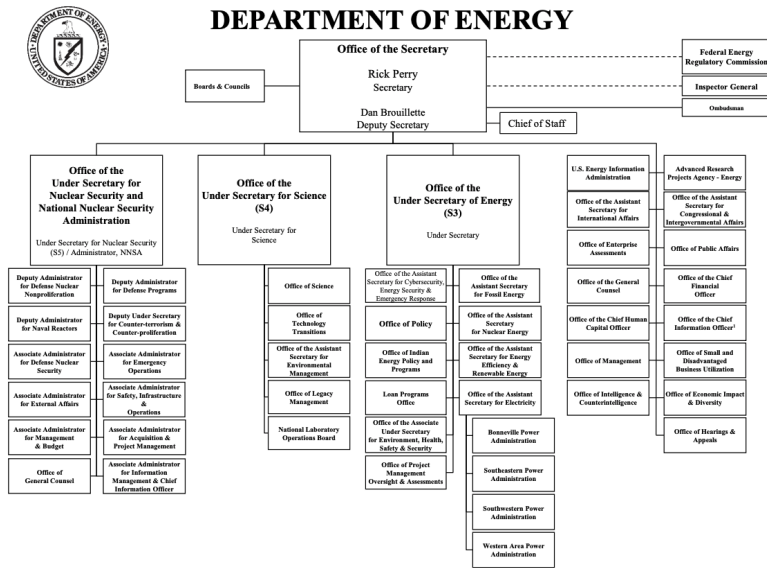 DEPARTMENT OF ENERGY
DEPARTMENT OF ENERGY
UNITED STATES OF AMERICA
Office of the Secretary
Rick Perry
Secretary
Dan Brouillette
Deputy Secretary
Boards & Councils
Chief of Staff
Federal Energy
Regulatory Commission
Inspector General
Ombudsman
Office of the
Under Secretary for
Nuclear Security and
National Nuclear Security
Administration
Under Secretary for Nuclear Security
(S5) / Administrator, NNSA
Deputy Administrator
for Defense Nuclear
Nonproliferation
Deputy Administrator
for Defense Programs
Deputy Administrator
for Naval Reactors
Deputy Under Secretary
for Counter-terrorism &
Counter-proliferation
Associate Administrator
for Defense Nuclear
Security
Associate Administrator
for Emergency
Operations
Associate Administrator
for External Affairs
Associate Administrator
for Safety, Infrastructure &
Operations
Associate Administrator
for Management
& Budget
Associate Administrator
for Acquisition &
Project Management
Office of
General Counsel
Associate Administrator
for Information
Management & Chief
Information Officer
Office of the
Under Secretary for Science
(S4)
Under Secretary for
Science
Office of Science
Office of
Technology
Transitions
Office of the Assistant
Secretary for
Environmental
Management
Office of Legacy
Management
National Laboratory
Operations Board
Office of the
Under Secretary of Energy
(S3)
Under Secretary
Office of the Assistant
Secretary for Cybersecurity,
Energy Security &
Emergency Response
Office of the
Assistant Secretary
for Fossil Energy
Office of Policy
Office of the Assistant
Secretary
for Nuclear Energy
Office of Indian
Energy Policy and
Programs
Office of the Assistant
Secretary for Energy
Efficiency &
Renewable Energy
Loan Programs
Office
Office of the Assistant
Secretary for Electricity
Office of the Associate
Under Secretary
for Environment, Health,
Safety & Security
Office of Project
Management
Oversight & Assessments
Bonneville Power
Administration
Southeastern Power
Administration
Southwestern Power
Administration
Western Area Power
Administration
U.S. Energy Information
Administration
Advanced Research
Projects Agency - Energy
Office of the Assistant
Secretary for
International Affairs
Office of the Assistant
Secretary for
Congressional &
Intergovernmental Affairs
Office of Enterprise
Assessments
Office of Public Affairs
Office of the General
Counsel
Office of the Chief
Financial
Officer
Office of the Chief Human
Capital Officer
Office of the Chief
Information Officer¹
Office of Management
Office of Small and
Disadvantaged
Business Utilization
Office of Intelligence &
Counterintelligence
Office of Economic Impact
& Diversity
Office of Hearings &
Appeals